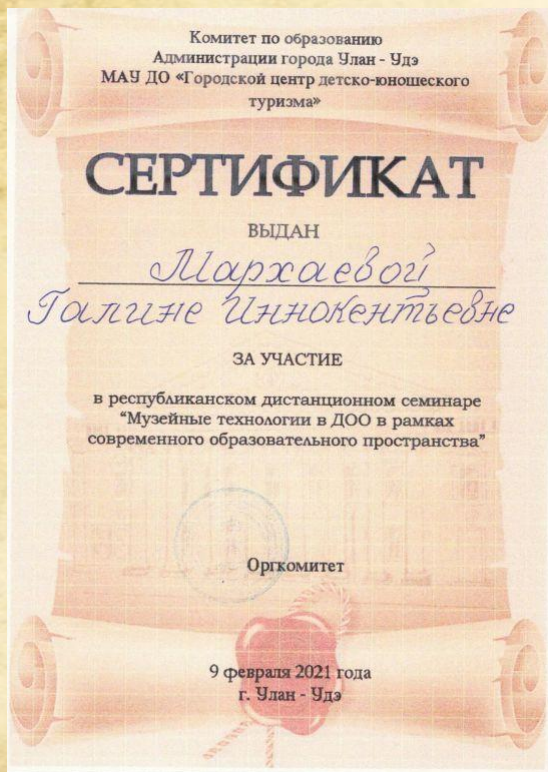 Комитет по образованию
Администрации города Улан - Удэ
МАУ ДО «Городской центр детско-юношеского
туризма»
СЕРТИФИКАТ
ВЫДАН
Мархаевой
Галине Иннокентьевне
ЗА УЧАСТИЕ
в республиканском дистанционном семинаре
"Музейные технологии в ДОО в рамках
современного образовательного пространства"
Оргкомитет
9 февраля 2021 года
г. Улан - Удэ